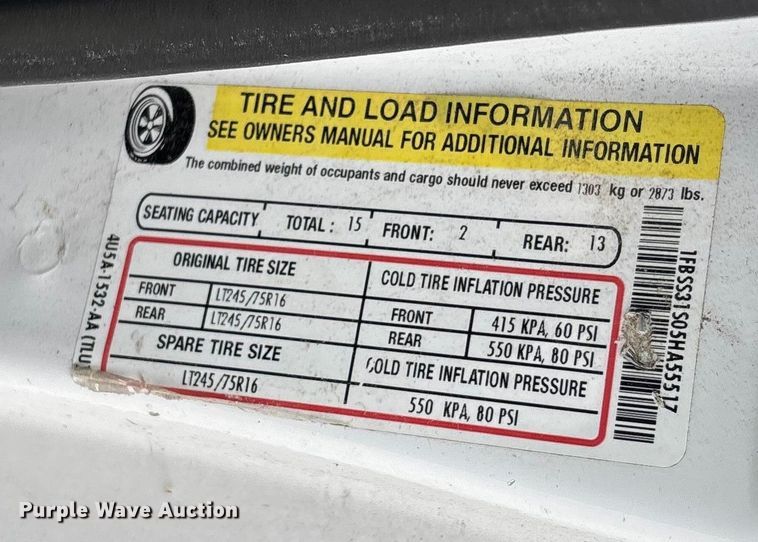 TIRE AND LOAD INFORMATION
SEE OWNERS MANUAL FOR ADDITIONAL INFORMATION
The combined weight of occupants and cargo should never exceed 1303 kg or 2873 lbs.
SEATING CAPACITY TOTAL : 15 FRONT: 2 REAR: 13
ORIGINAL TIRE SIZE COLD TIRE INFLATION PRESSURE
FRONT LT245/75R16 FRONT 415 KPA, 60 PSI
REAR LT245/75R16 REAR 550 KPA, 80 PSI
SPARE TIRE SIZE COLD TIRE INFLATION PRESSURE
LT245/75R16 550 KPA, 80 PSI
4U5A-1532-AA (TLU)
1FBSS31S05HA55517
Purple Wave Auction